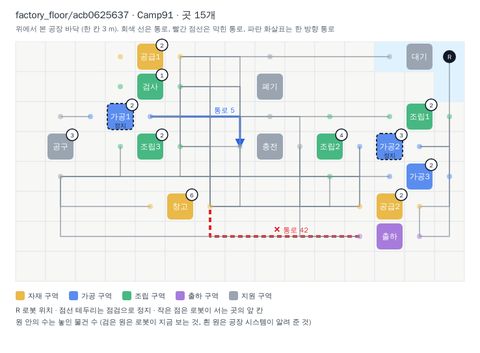 factory_floor/acb0625637 · Camp91 · 곳 15개
위에서 본 공장 바닥 (한 칸 3 m). 회색 선은 통로, 빨간 점선은 막힌 통로, 파란 화살표는 한 방향 통로
공급1 2 대기 R
검사 1 폐기
통로 5
가공1 2 정지 조립1 2
공구 3 조립3 2 충전 조립2 4 가공2 3 정지
가공3 2
창고 6 공급2 2
✕ 통로 42 출하
자재 구역 가공 구역 조립 구역 출하 구역 지원 구역
R 로봇 위치 · 점선 테두리는 점검으로 정지 · 작은 점은 로봇이 서는 곳의 앞 칸
원 안의 수는 놓인 물건 수 (검은 원은 로봇이 지금 보는 것, 흰 원은 공장 시스템이 알려 준 것)